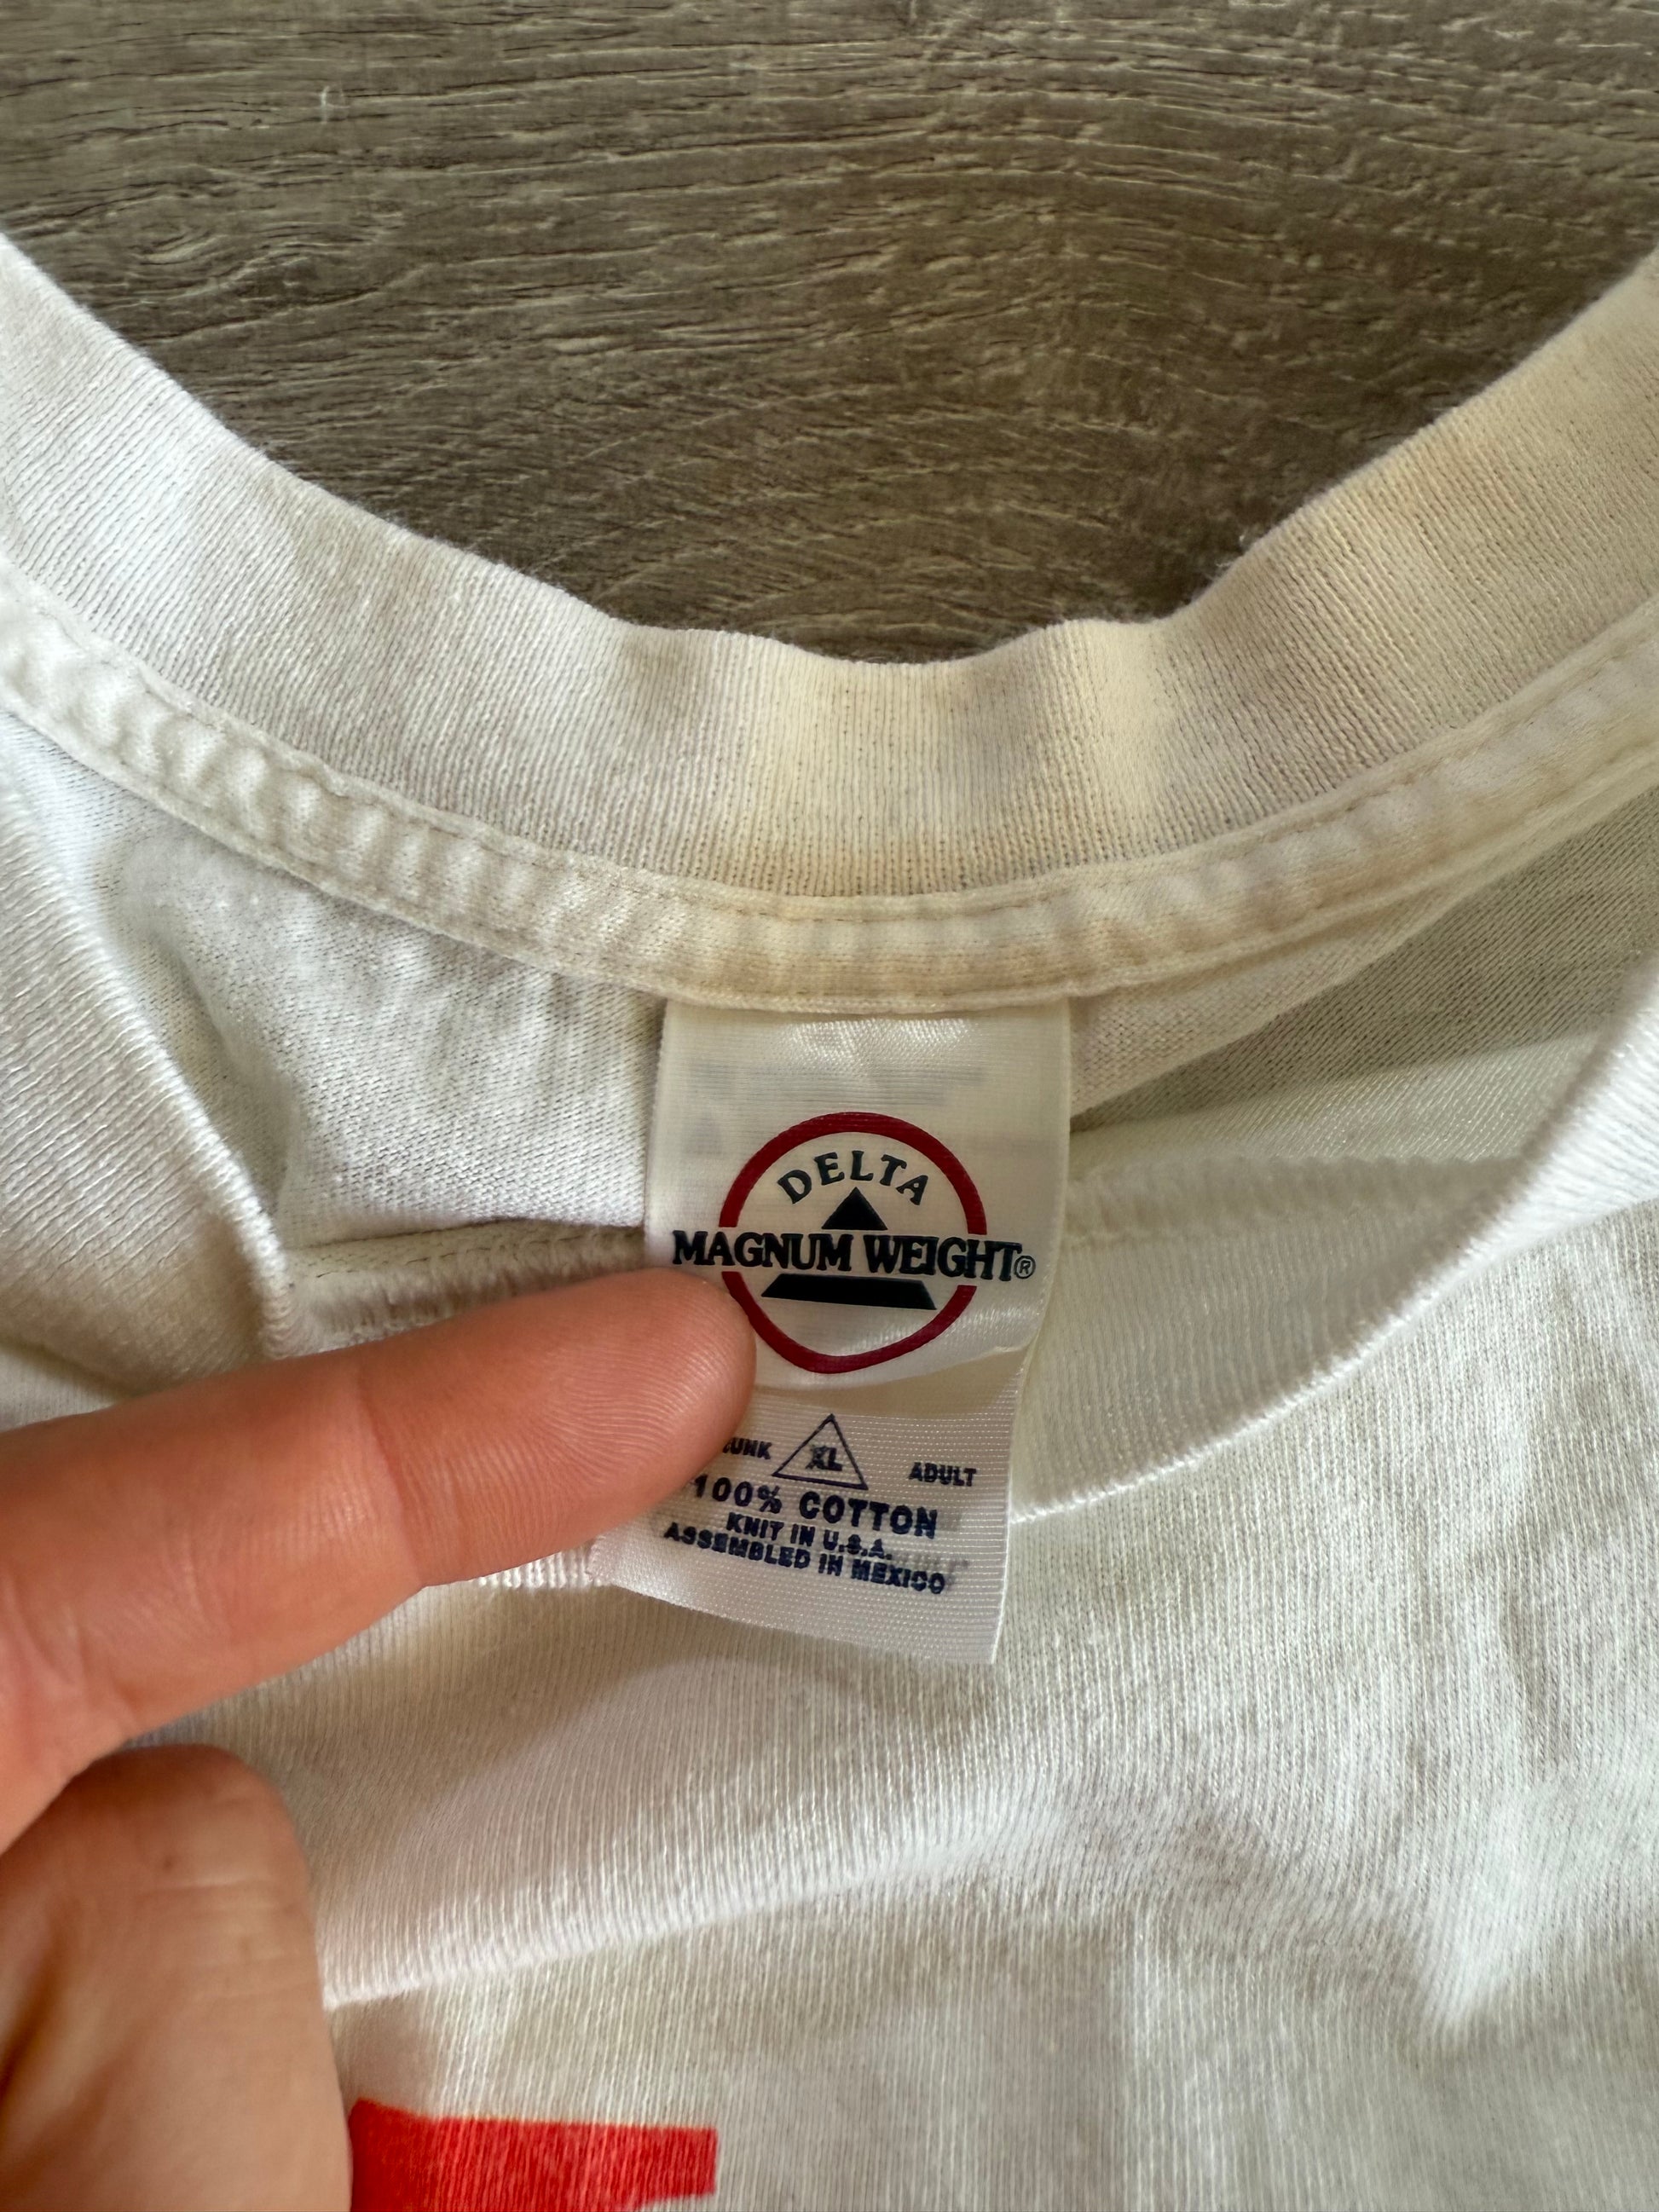 DELTA
MAGNUM WEIGHT®
XL ADULT
100% COTTON
KNIT IN U.S.A.
ASSEMBLED IN MEXICO